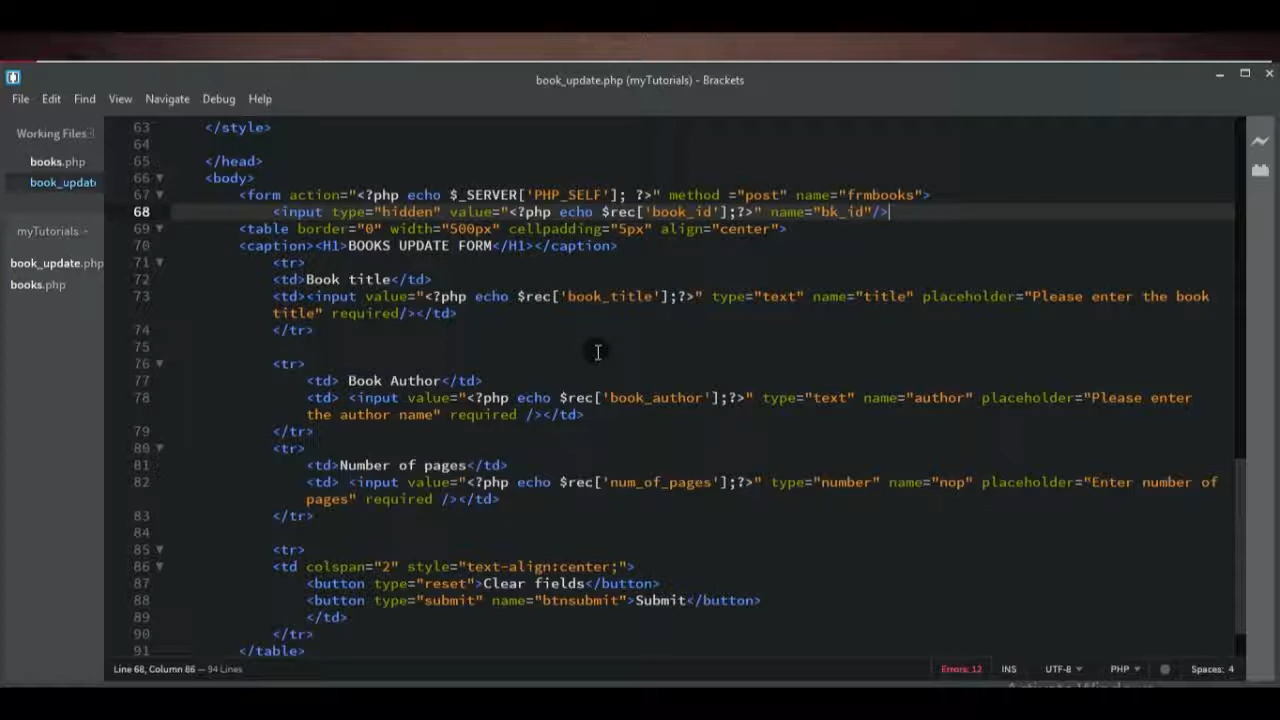 book_update.php (myTutorials) - Brackets
File Edit Find View Navigate Debug Help
Working Files
books.php
book_updat
myTutorials
book_update.php
books.php
63 </style>
64
65 </head>
66 <body>
67 <form action="<?php echo $_SERVER['PHP_SELF']; ?>" method ="post" name="frmbooks">
68 <input type="hidden" value="<?php echo $rec['book_id'];?>" name="bk_id"/>
69 <table border="0" width="500px" cellpadding="5px" align="center">
70 <caption><H1>BOOKS UPDATE FORM</H1></caption>
71 <tr>
72 <td>Book title</td>
73 <td><input value="<?php echo $rec['book_title'];?>" type="text" name="title" placeholder="Please enter the book
title" required/></td>
74 </tr>
75
76 <tr>
77 <td> Book Author</td>
78 <td> <input value="<?php echo $rec['book_author'];?>" type="text" name="author" placeholder="Please enter
the author name" required /></td>
79 </tr>
80 <tr>
81 <td>Number of pages</td>
82 <td> <input value="<?php echo $rec['num_of_pages'];?>" type="number" name="nop" placeholder="Enter number of
pages" required /></td>
83 </tr>
84
85 <tr>
86 <td colspan="2" style="text-align:center;">
87 <button type="reset">Clear fields</button>
88 <button type="submit" name="btnsubmit">Submit</button>
89 </td>
90 </tr>
91 </table>
Line 68, Column 86 — 94 Lines
Errors: 12 INS UTF-8 PHP Spaces: 4